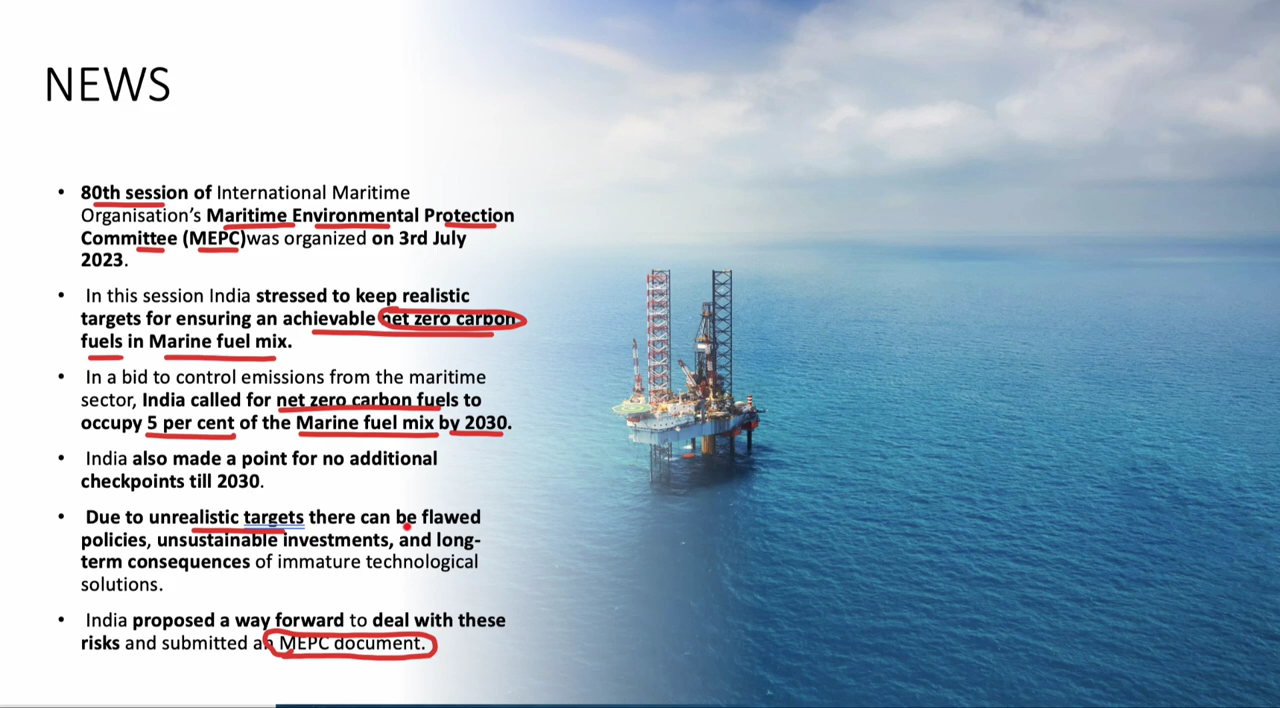 NEWS
• 80th session of International Maritime
Organisation's Maritime Environmental Protection
Committee (MEPC)was organized on 3rd July
2023.
• In this session India stressed to keep realistic
targets for ensuring an achievable net zero carbon
fuels in Marine fuel mix.
• In a bid to control emissions from the maritime
sector, India called for net zero carbon fuels to
occupy 5 per cent of the Marine fuel mix by 2030.
• India also made a point for no additional
checkpoints till 2030.
• Due to unrealistic targets there can be flawed
policies, unsustainable investments, and long-
term consequences of immature technological
solutions.
• India proposed a way forward to deal with these
risks and submitted an MEPC document.